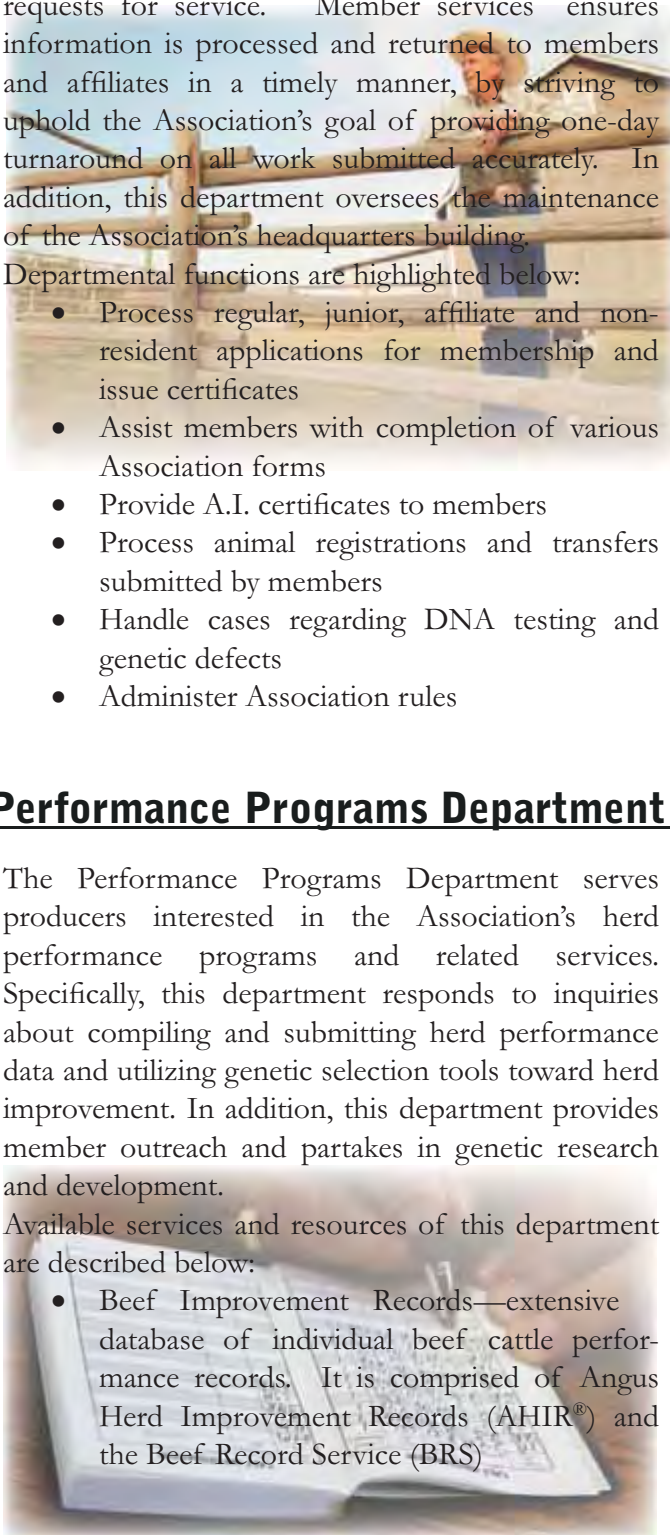 requests for service. Member services ensures
information is processed and returned to members
and affiliates in a timely manner, by striving to
uphold the Association's goal of providing one-day
turnaround on all work submitted accurately. In
addition, this department oversees the maintenance
of the Association's headquarters building.
Departmental functions are highlighted below:
• Process regular, junior, affiliate and non-
resident applications for membership and
issue certificates
• Assist members with completion of various
Association forms
• Provide A.I. certificates to members
• Process animal registrations and transfers
submitted by members
• Handle cases regarding DNA testing and
genetic defects
• Administer Association rules
Performance Programs Department
The Performance Programs Department serves
producers interested in the Association's herd
performance programs and related services.
Specifically, this department responds to inquiries
about compiling and submitting herd performance
data and utilizing genetic selection tools toward herd
improvement. In addition, this department provides
member outreach and partakes in genetic research
and development.
Available services and resources of this department
are described below:
• Beef Improvement Records—extensive
database of individual beef cattle perfor-
mance records. It is comprised of Angus
Herd Improvement Records (AHIR®) and
the Beef Record Service (BRS)